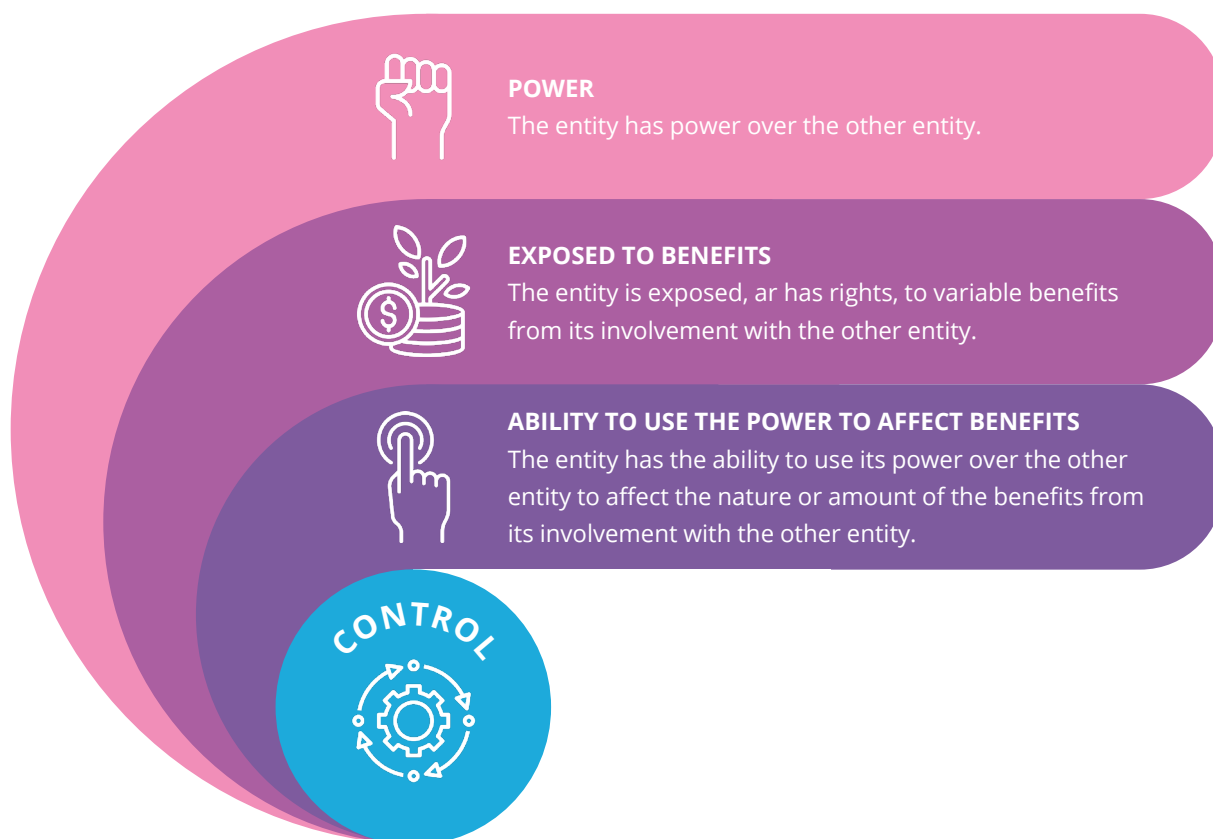 POWER
The entity has power over the other entity.
EXPOSED TO BENEFITS
The entity is exposed, ar has rights, to variable benefits
from its involvement with the other entity.
ABILITY TO USE THE POWER TO AFFECT BENEFITS
The entity has the ability to use its power over the other
entity to affect the nature or amount of the benefits from
its involvement with the other entity.
CONTROL